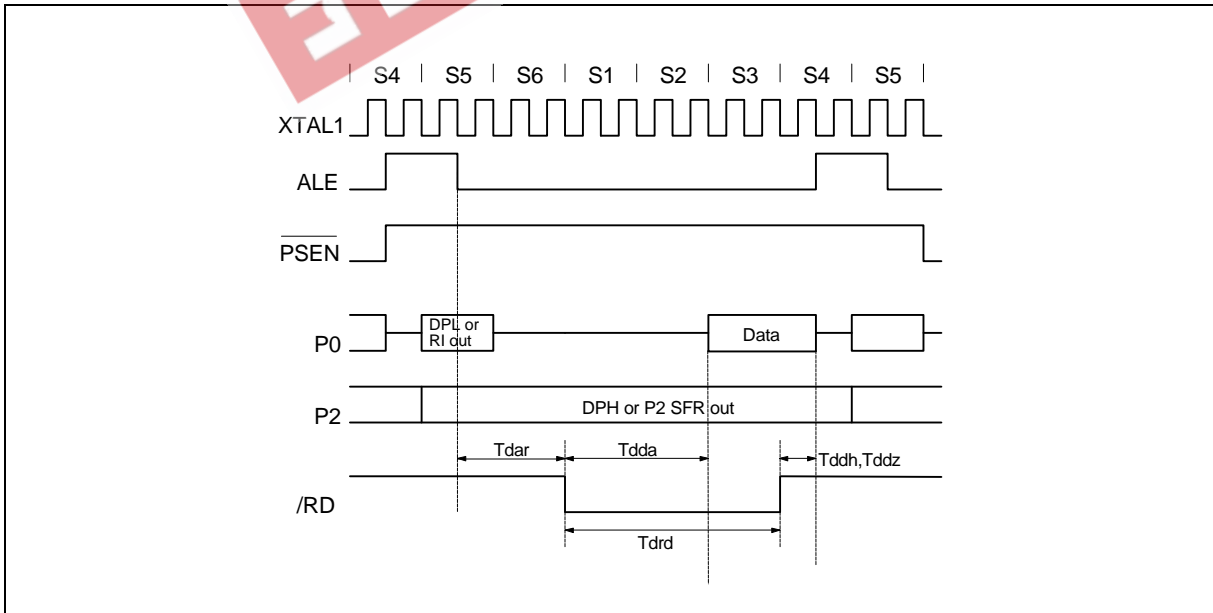 S4 S5 S6 S1 S2 S3 S4 S5
XTAL1
ALE
PSEN
P0
DPL or
RI out
Data
P2
DPH or P2 SFR out
Tdar
Tdda
Tddh,Tddz
/RD
Tdrd